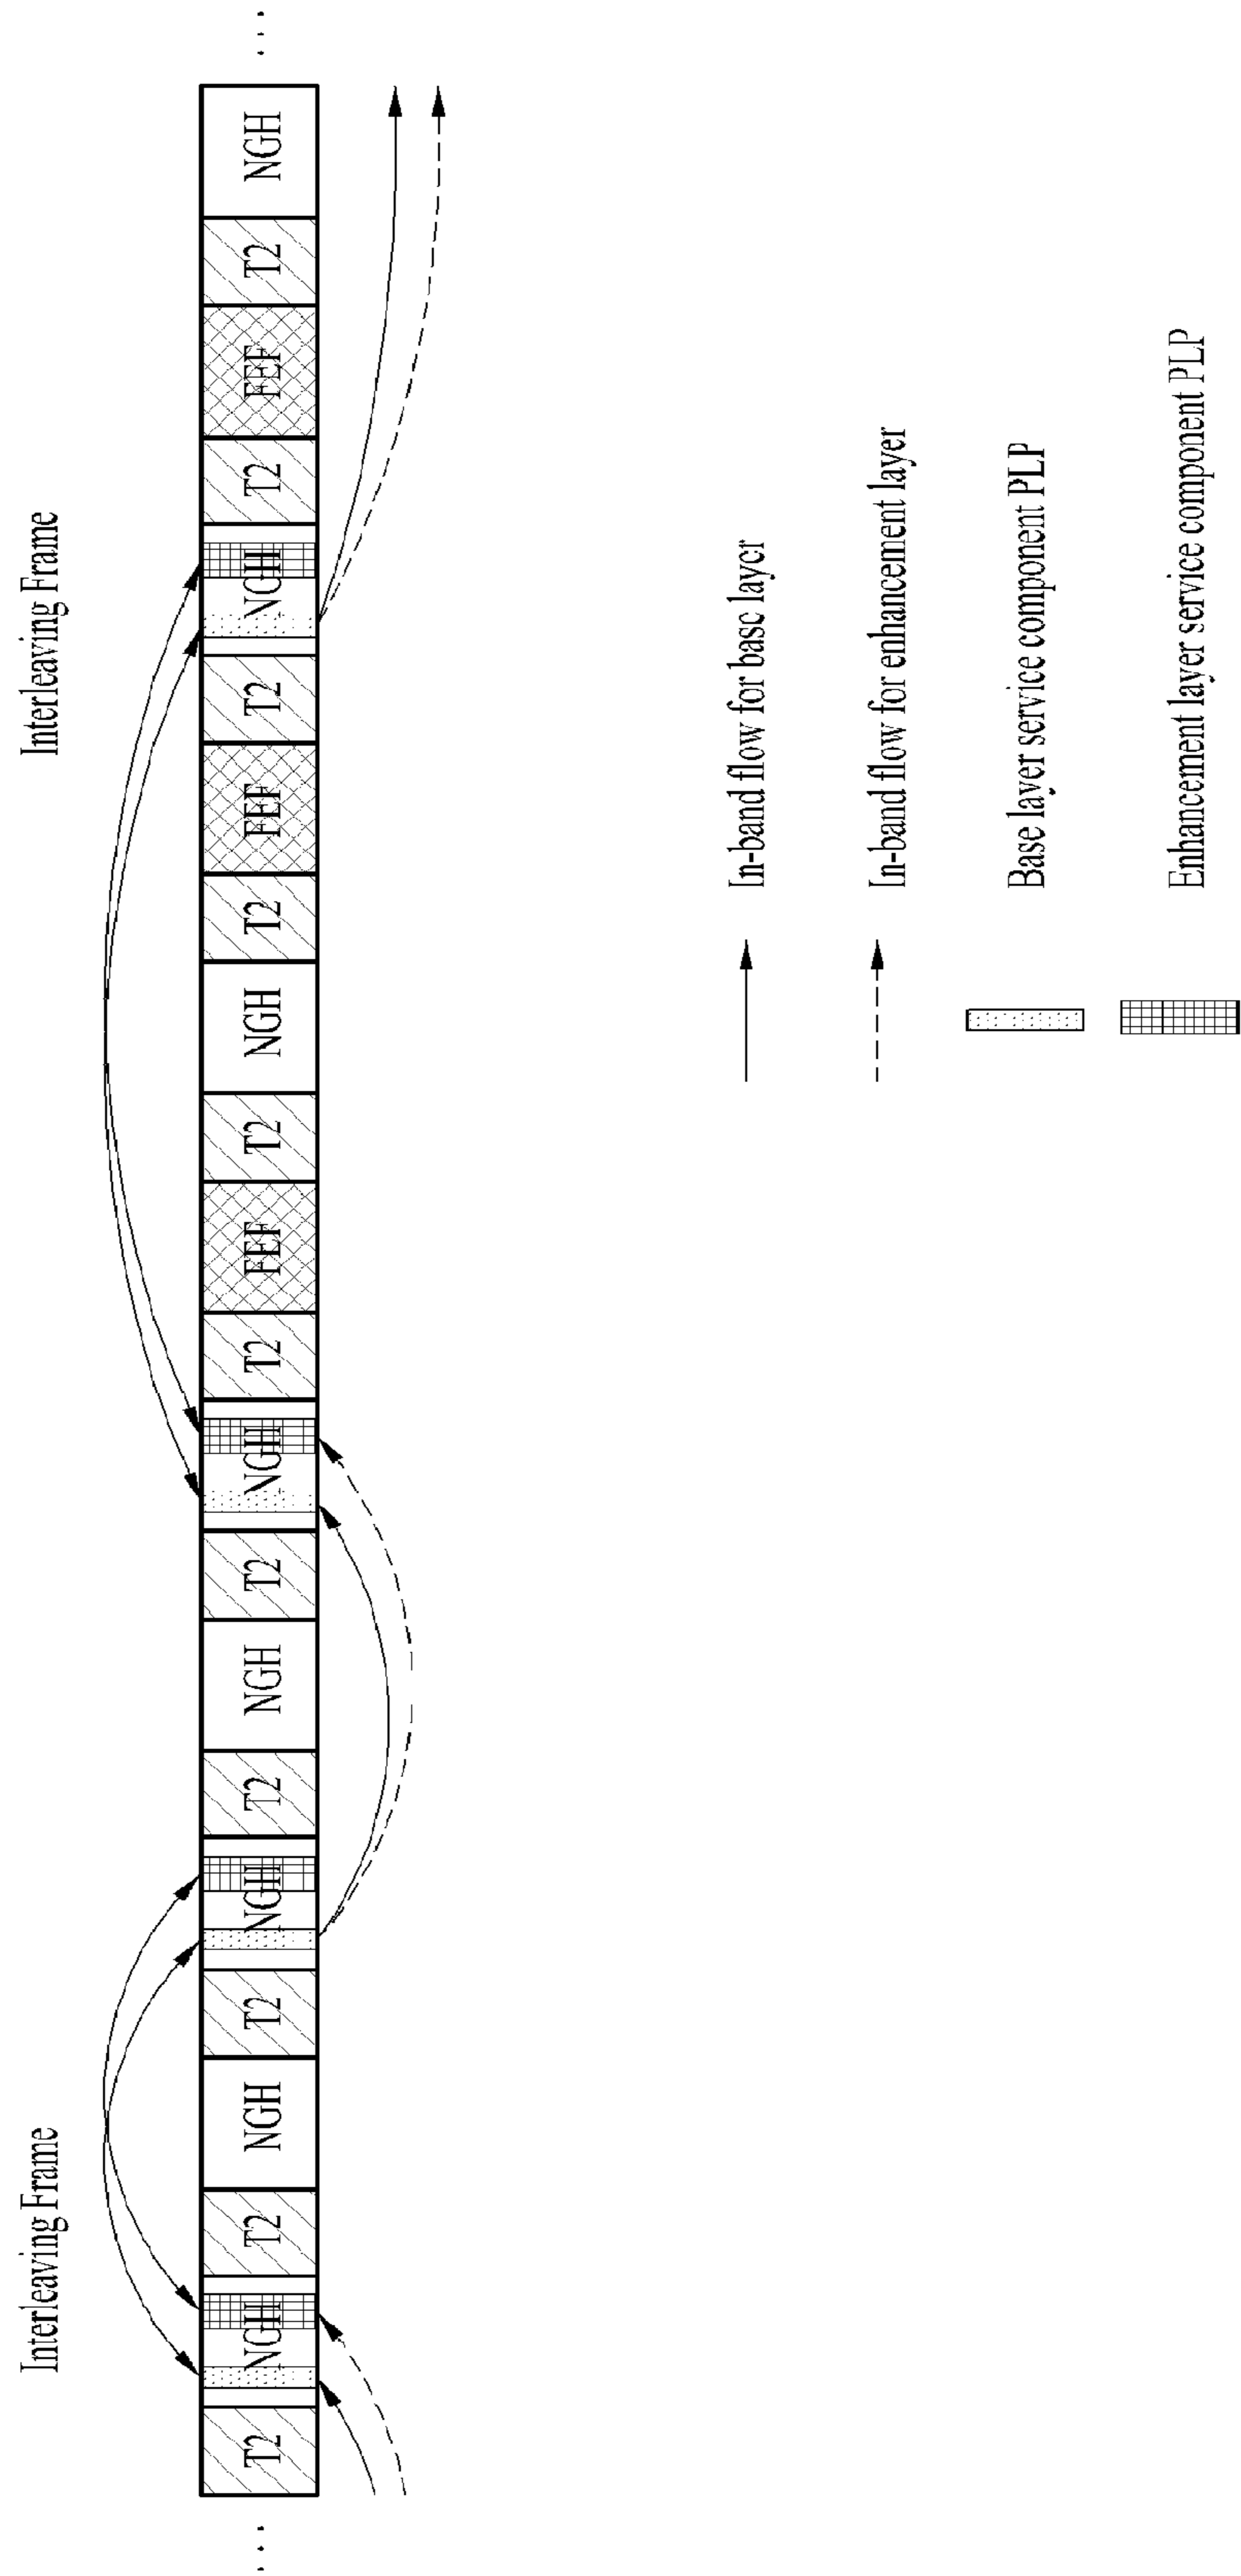 Interleaving Frame Interleaving Frame
... T2 NGH T2 NGH T2 NGH T2 NGH T2 NGH T2 FEF T2 NGH T2 FEF T2 NGH T2 FEF T2 NGH ...
In-band flow for base layer
In-band flow for enhancement layer
Base layer service component PLP
Enhancement layer service component PLP